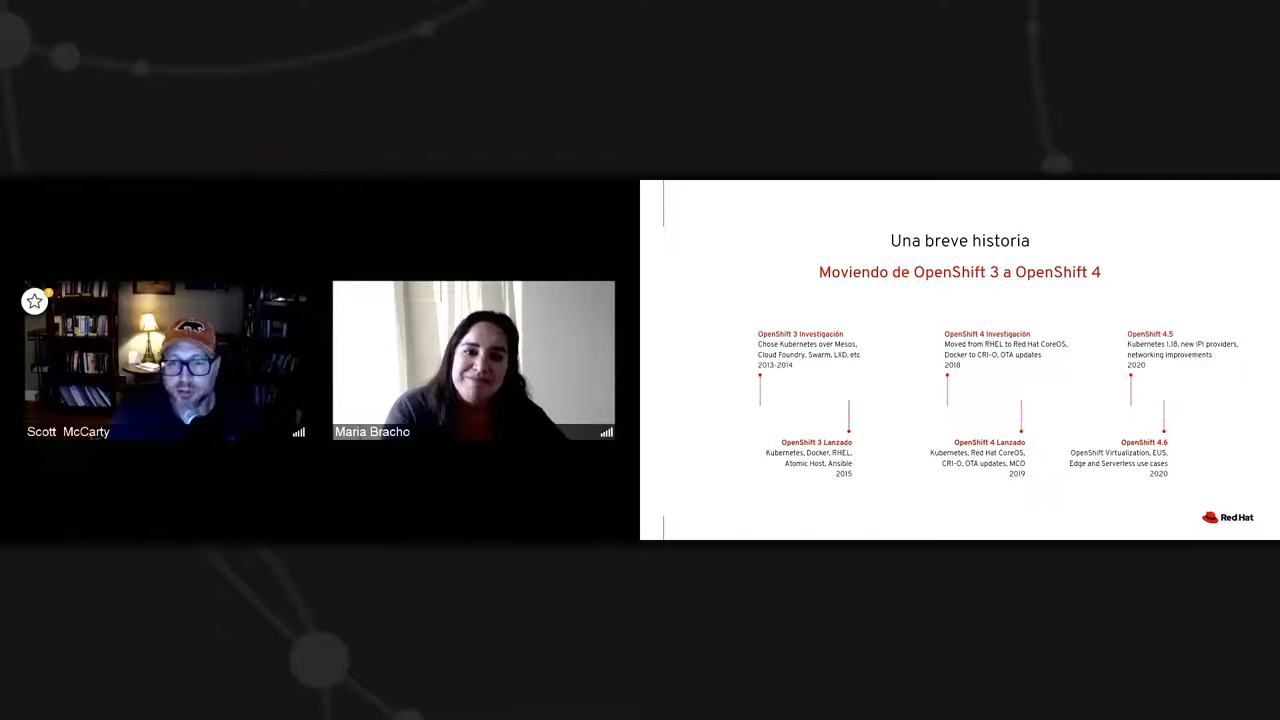 Scott McCarty
Maria Bracho
Una breve historia
Moviendo de OpenShift 3 a OpenShift 4
OpenShift 3 Investigación
Chose Kubernetes over Mesos,
Cloud Foundry, Swarm, LXD, etc
2013-2014
OpenShift 4 Investigación
Moved from RHEL to Red Hat CoreOS,
Docker to CRI-O, OTA updates
2018
OpenShift 4.5
Kubernetes 1.18, new IPI providers,
networking improvements
2020
OpenShift 3 Lanzado
Kubernetes, Docker, RHEL,
Atomic Host, Ansible
2015
OpenShift 4 Lanzado
Kubernetes, Red Hat CoreOS,
CRI-O, OTA updates, MCO
2019
OpenShift 4.6
OpenShift Virtualization, EUS,
Edge and Serverless use cases
2020
Red Hat